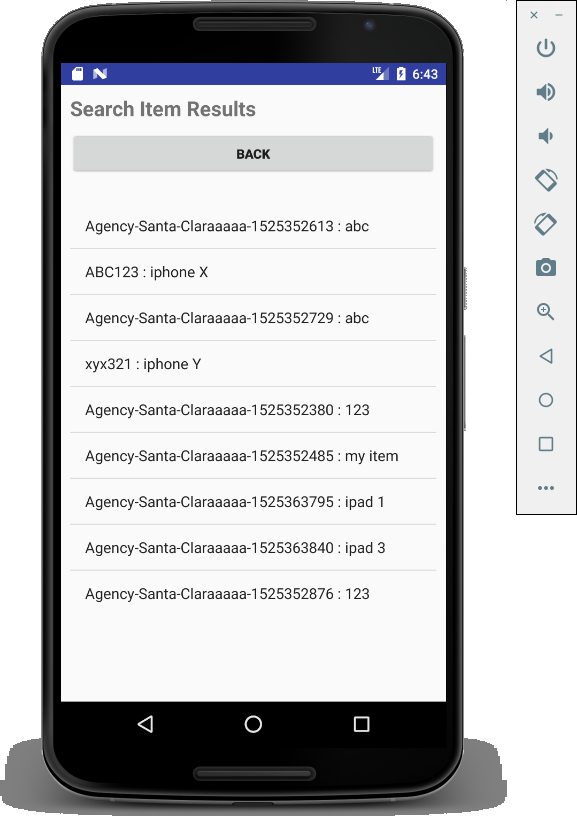 LTE 6:43
Search Item Results
BACK
Agency-Santa-Claraaaaa-1525352613 : abc
ABC123 : iphone X
Agency-Santa-Claraaaaa-1525352729 : abc
xyx321 : iphone Y
Agency-Santa-Claraaaaa-1525352380 : 123
Agency-Santa-Claraaaaa-1525352485 : my item
Agency-Santa-Claraaaaa-1525363795 : ipad 1
Agency-Santa-Claraaaaa-1525363840 : ipad 3
Agency-Santa-Claraaaaa-1525352876 : 123